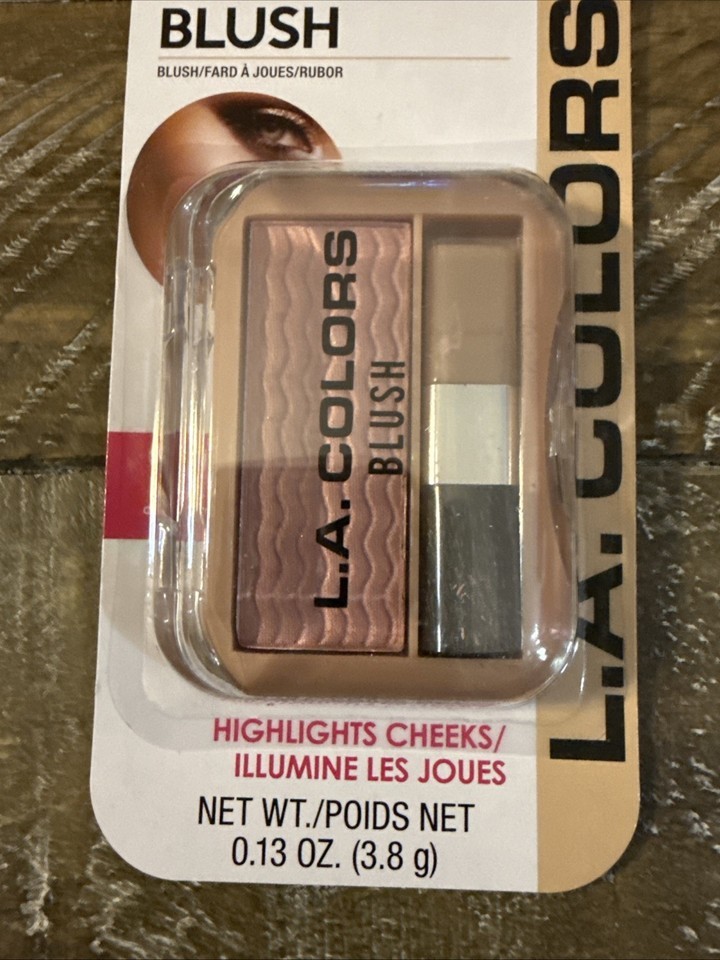 BLUSH
BLUSH/FARD À JOUES/RUBOR
L.A. COLORS
L.A. COLORS
BLUSH
HIGHLIGHTS CHEEKS/
ILLUMINE LES JOUES
NET WT./POIDS NET
0.13 OZ. (3.8 g)